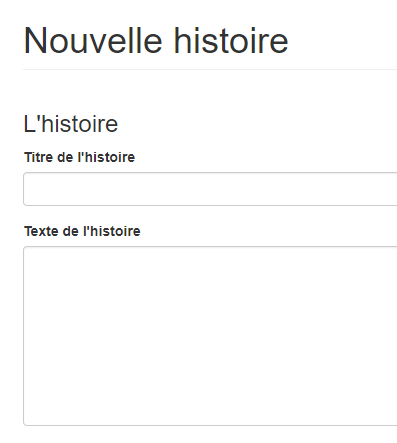 Nouvelle histoire
L'histoire
Titre de l'histoire
Texte de l'histoire